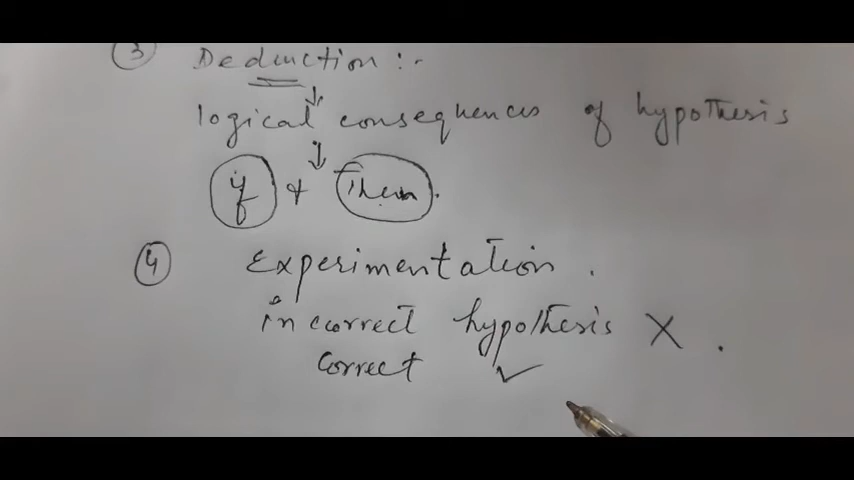 ③ Deduction :-
↓
logical consequences of hypothesis
↓
if & Then.
④ Experimentation.
incorrect hypothesis X.
correct ✓